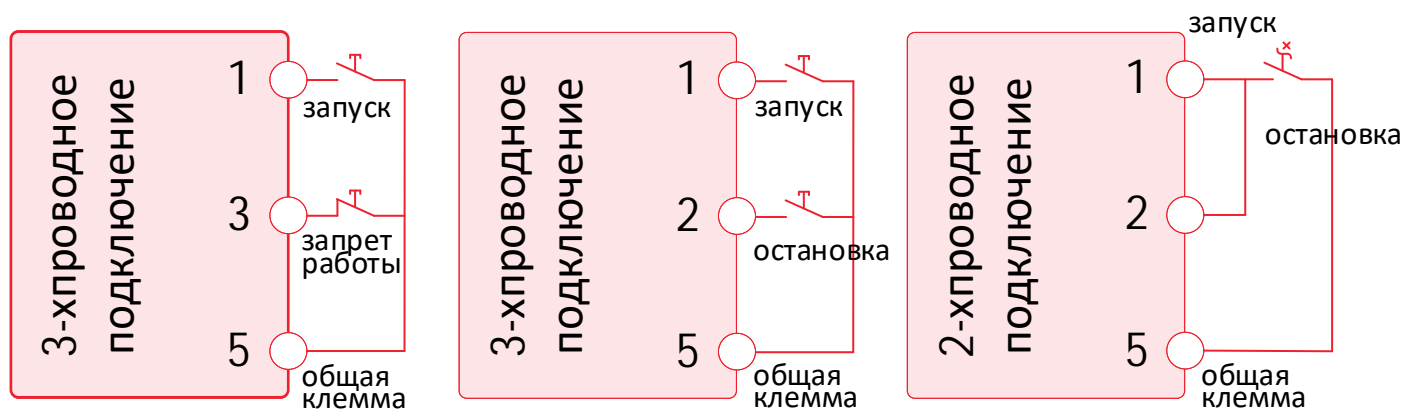 3-хпроводное
подключение
1
запуск
3
запрет
работы
5
общая
клемма
3-хпроводное
подключение
1
запуск
2
остановка
5
общая
клемма
2-хпроводное
подключение
запуск
1
остановка
2
5
общая
клемма